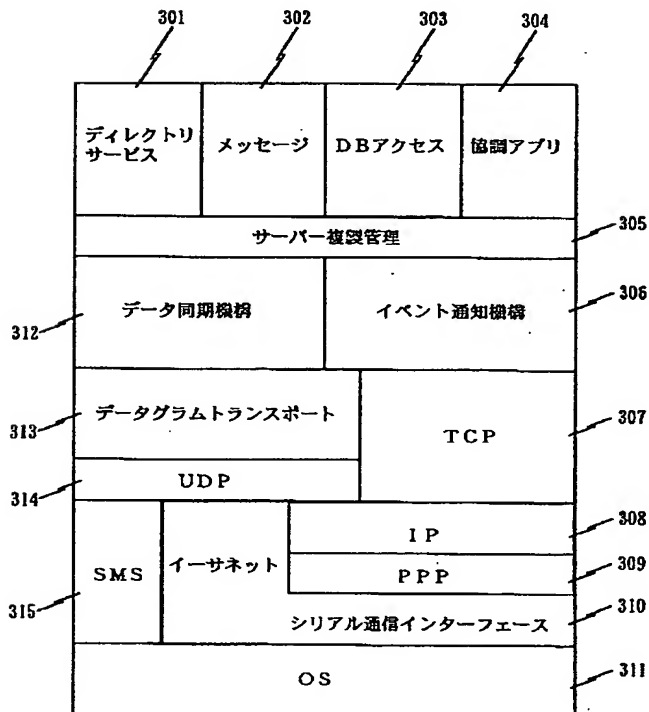 301 302 303 304
ディレクトリ
サービス
メッセージ
DBアクセス
協調アプリ
サーバー複製管理
305
データ同期機構
イベント通知機構
306
312
データグラムトランスポート
313
TCP
307
UDP
314
IP
308
SMS
イーサネット
PPP
309
315
シリアル通信インターフェース
310
OS
311